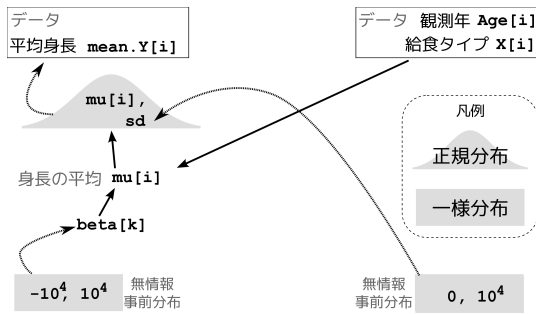 データ
平均身長 mean.Y[i]
データ 観測年 Age[i]
給食タイプ X[i]
mu[i],
sd
凡例
正規分布
一様分布
身長の平均 mu[i]
beta[k]
-10⁴, 10⁴
無情報
事前分布
無情報
事前分布
0, 10⁴